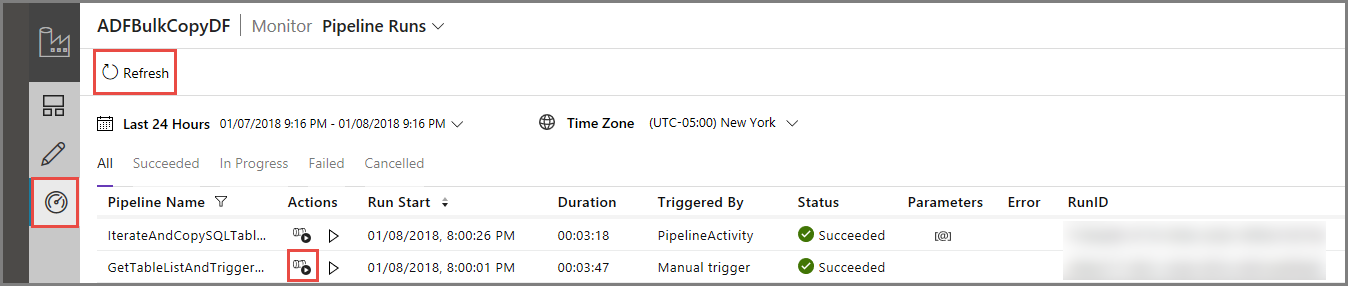 ADFBulkCopyDF Monitor Pipeline Runs
Refresh
Last 24 Hours 01/07/2018 9:16 PM - 01/08/2018 9:16 PM Time Zone (UTC-05:00) New York
All Succeeded In Progress Failed Cancelled
Pipeline Name Actions Run Start Duration Triggered By Status Parameters Error RunID
IterateAndCopySQLTabl... 01/08/2018, 8:00:26 PM 00:03:18 PipelineActivity Succeeded [@]
GetTableListAndTrigger... 01/08/2018, 8:00:01 PM 00:03:47 Manual trigger Succeeded